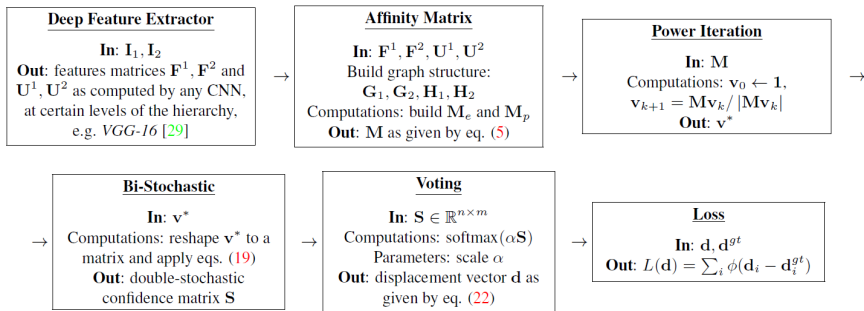 Deep Feature Extractor
In: I₁, I₂
Out: features matrices F¹, F² and
U¹, U² as computed by any CNN,
at certain levels of the hierarchy,
e.g. VGG-16 [29]
→
Affinity Matrix
In: F¹, F², U¹, U²
Build graph structure:
G₁, G₂, H₁, H₂
Computations: build Mₑ and Mₚ
Out: M as given by eq. (5)
→
Power Iteration
In: M
Computations: v₀ ← 1,
vₖ₊₁ = Mvₖ/ |Mvₖ|
Out: v*
→
→
Bi-Stochastic
In: v*
Computations: reshape v* to a
matrix and apply eqs. (19)
Out: double-stochastic
confidence matrix S
→
Voting
In: S ∈ ℝⁿˣᵐ
Computations: softmax(αS)
Parameters: scale α
Out: displacement vector d as
given by eq. (22)
→
Loss
In: d, dᵍᵗ
Out: L(d) = ∑ᵢ ϕ(dᵢ − dᵢᵍᵗ)